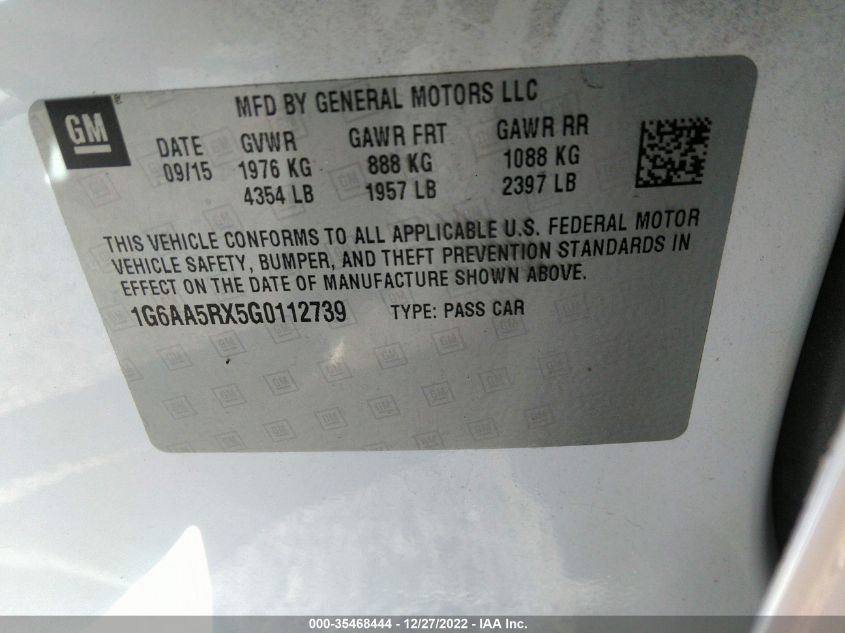 GM
MFD BY GENERAL MOTORS LLC
DATE GVWR GAWR FRT GAWR RR
09/15 1976 KG 888 KG 1088 KG
4354 LB 1957 LB 2397 LB
THIS VEHICLE CONFORMS TO ALL APPLICABLE U.S. FEDERAL MOTOR
VEHICLE SAFETY, BUMPER, AND THEFT PREVENTION STANDARDS IN
EFFECT ON THE DATE OF MANUFACTURE SHOWN ABOVE.
1G6AA5RX5G0112739 TYPE: PASS CAR
000-35468444 - 12/27/2022 - IAA Inc.